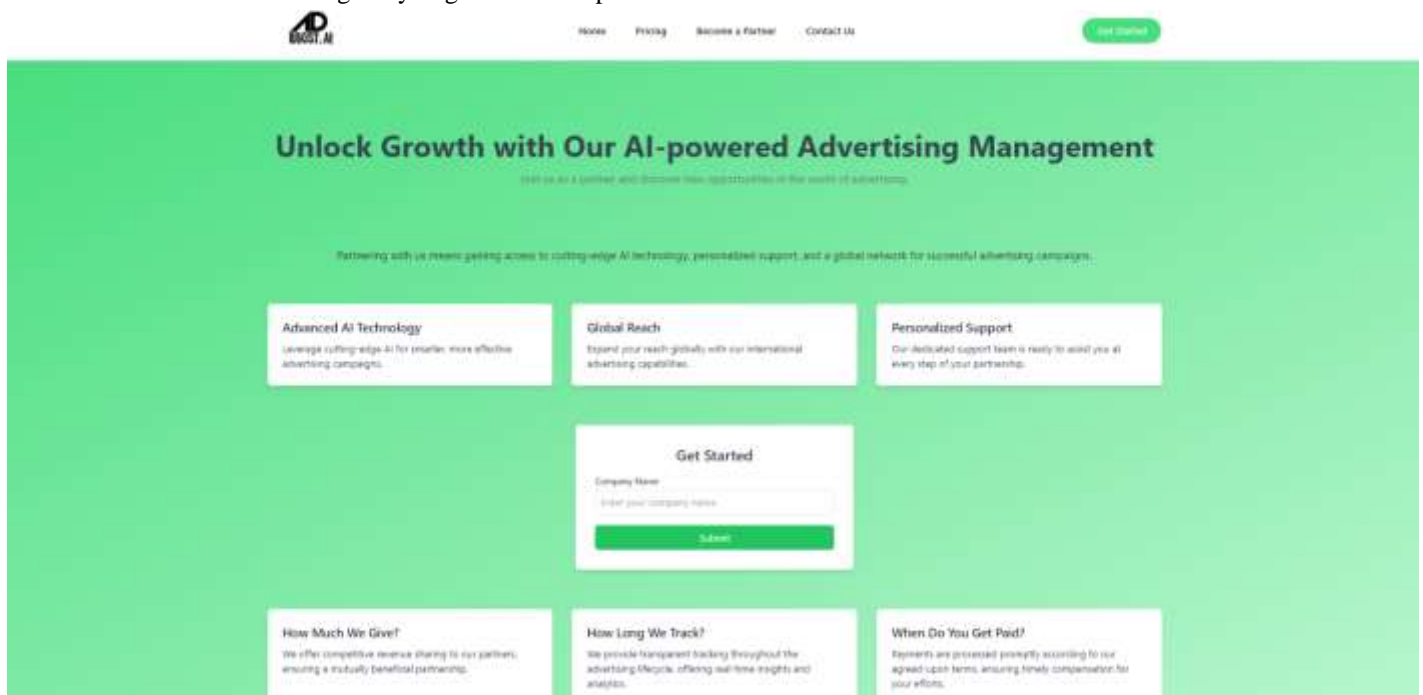 AD
BOOST.AI
Home Pricing Become a Partner Contact Us
Get Started
Unlock Growth with Our AI-powered Advertising Management
Join us as a partner and discover new opportunities in the world of advertising.
Partnering with us means gaining access to cutting-edge AI technology, personalized support, and a global network for successful advertising campaigns.
Advanced AI Technology
Leverage cutting-edge AI for smarter, more effective
advertising campaigns.
Global Reach
Expand your reach globally with our international
advertising capabilities.
Personalized Support
Our dedicated support team is ready to assist you at
every step of your partnership.
Get Started
Company Name
Enter your company name
Submit
How Much We Give?
We offer competitive revenue sharing to our partners,
ensuring a mutually beneficial partnership.
How Long We Track?
We provide transparent tracking throughout the
advertising lifecycle, offering real-time insights and
analytics.
When Do You Get Paid?
Payments are processed promptly according to our
agreed-upon terms, ensuring timely compensation for
your efforts.